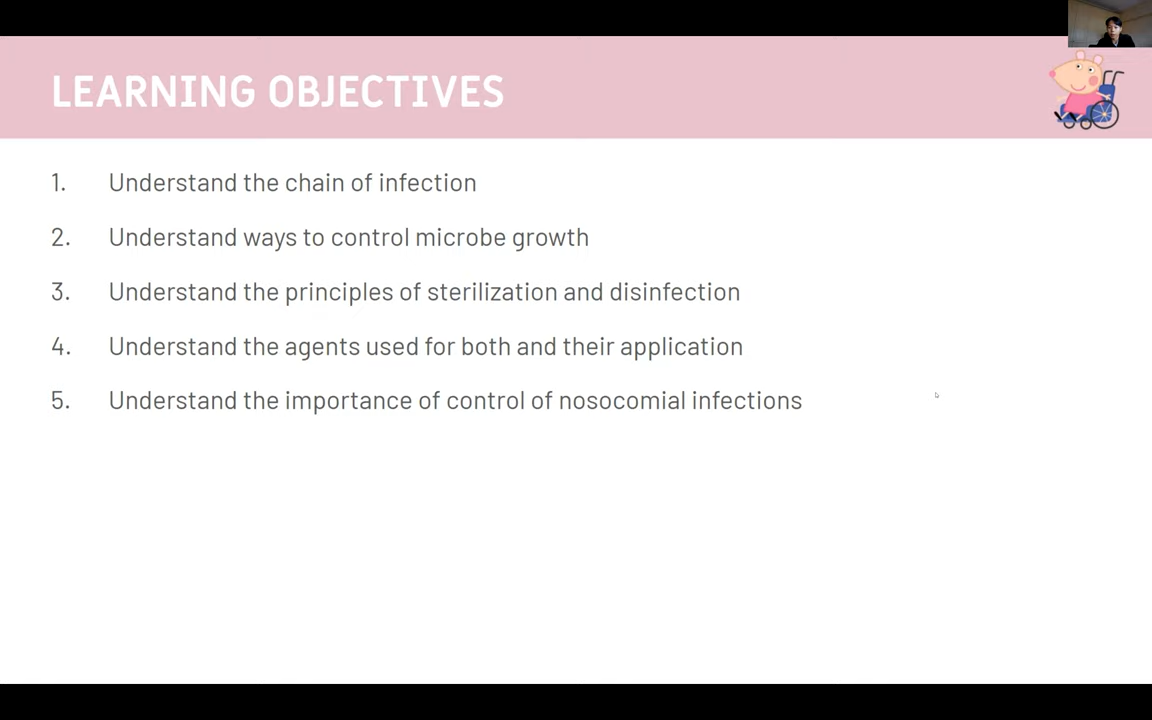 LEARNING OBJECTIVES
1. Understand the chain of infection
2. Understand ways to control microbe growth
3. Understand the principles of sterilization and disinfection
4. Understand the agents used for both and their application
5. Understand the importance of control of nosocomial infections